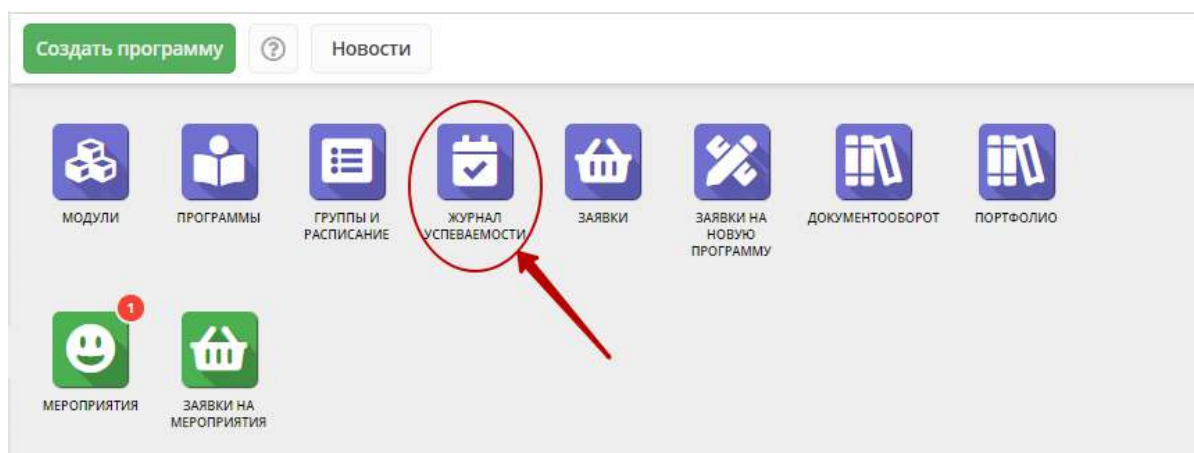 Создать программу ? Новости
МОДУЛИ
ПРОГРАММЫ
ГРУППЫ И
РАСПИСАНИЕ
ЖУРНАЛ
УСПЕВАЕМОСТИ
ЗАЯВКИ
ЗАЯВКИ НА
НОВУЮ
ПРОГРАММУ
ДОКУМЕНТООБОРОТ
ПОРТФОЛИО
1
МЕРОПРИЯТИЯ
ЗАЯВКИ НА
МЕРОПРИЯТИЯ